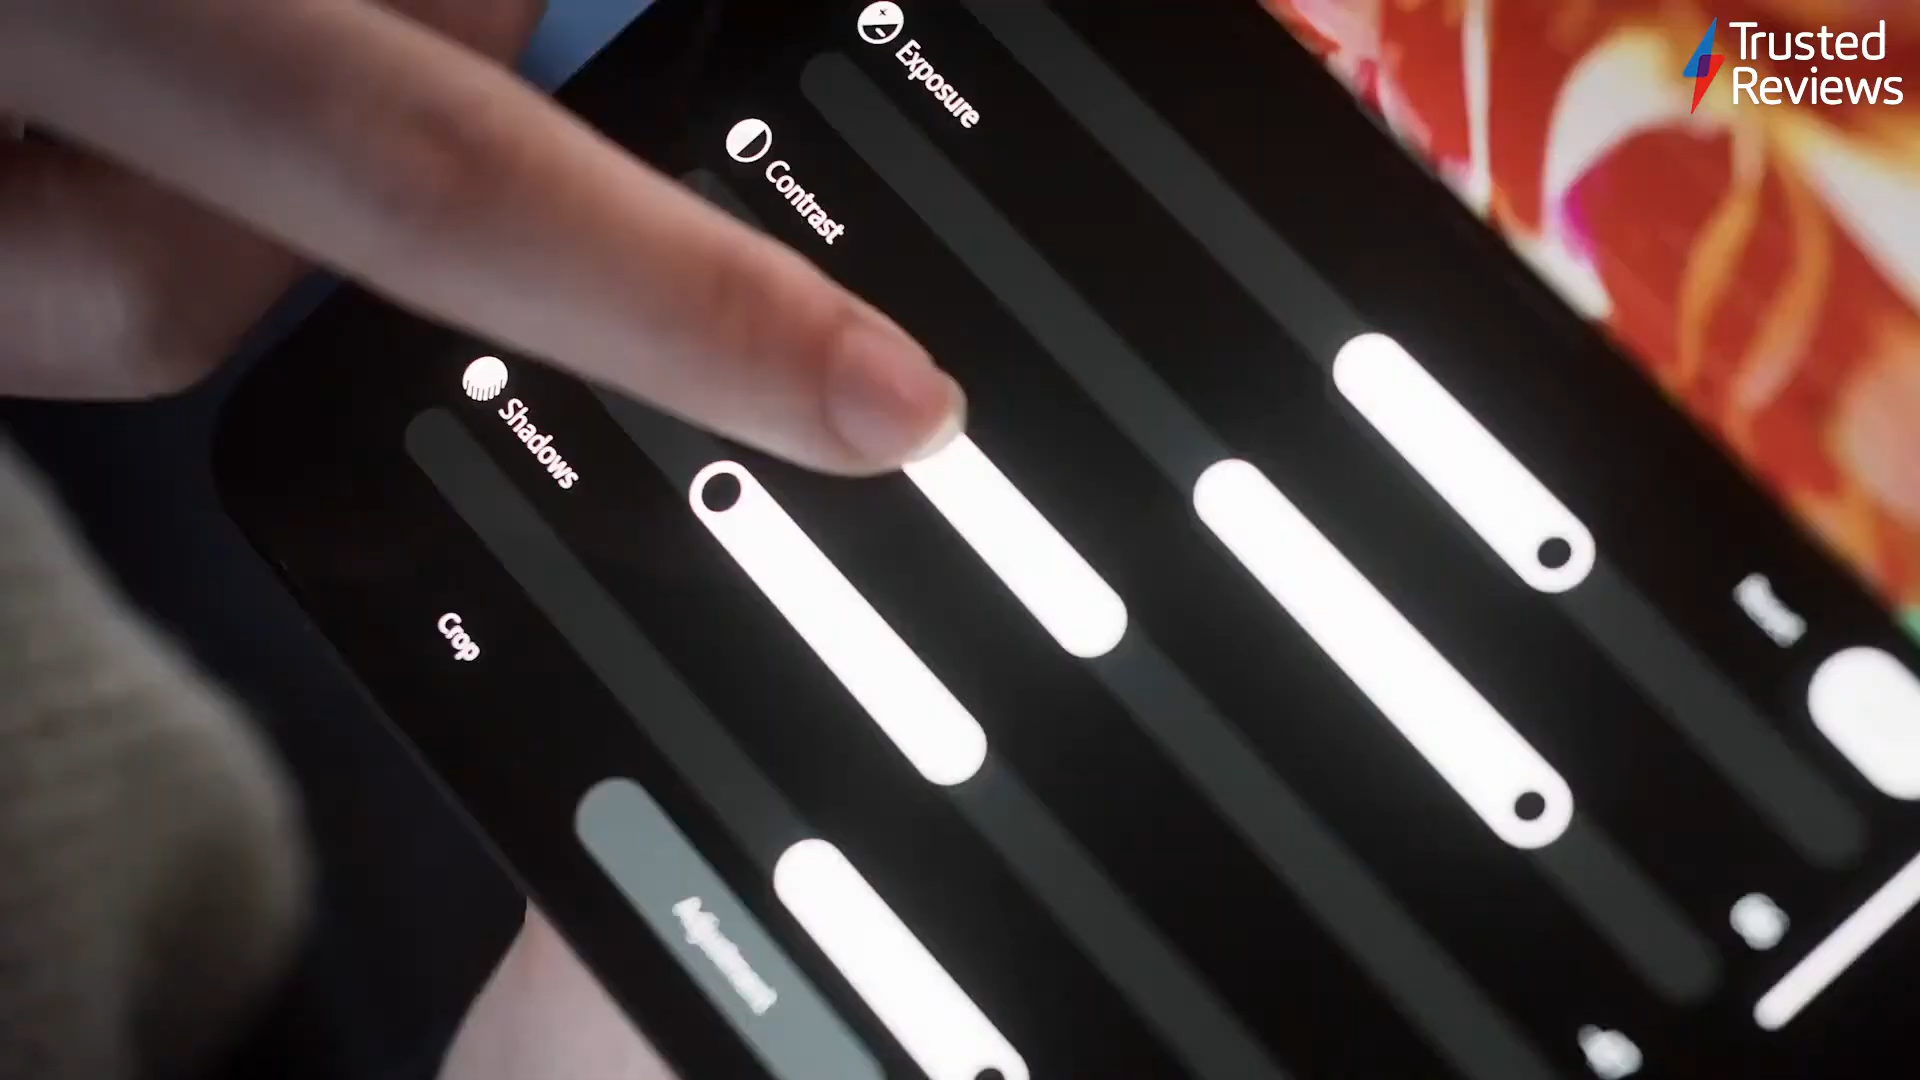 Trusted
Reviews
Exposure
Contrast
Shadows
Crop